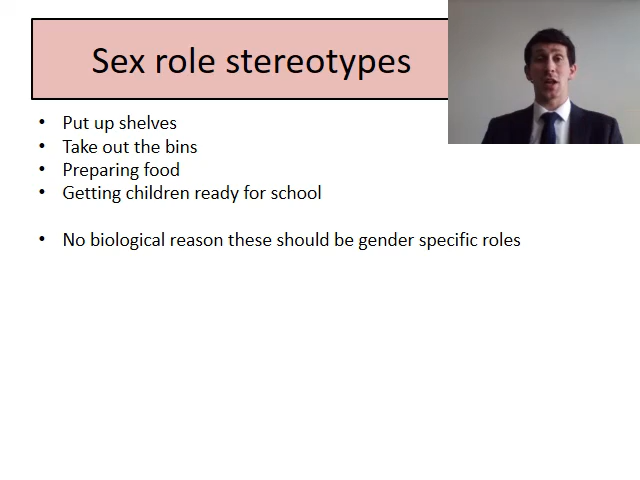 Sex role stereotypes
• Put up shelves
• Take out the bins
• Preparing food
• Getting children ready for school
• No biological reason these should be gender specific roles